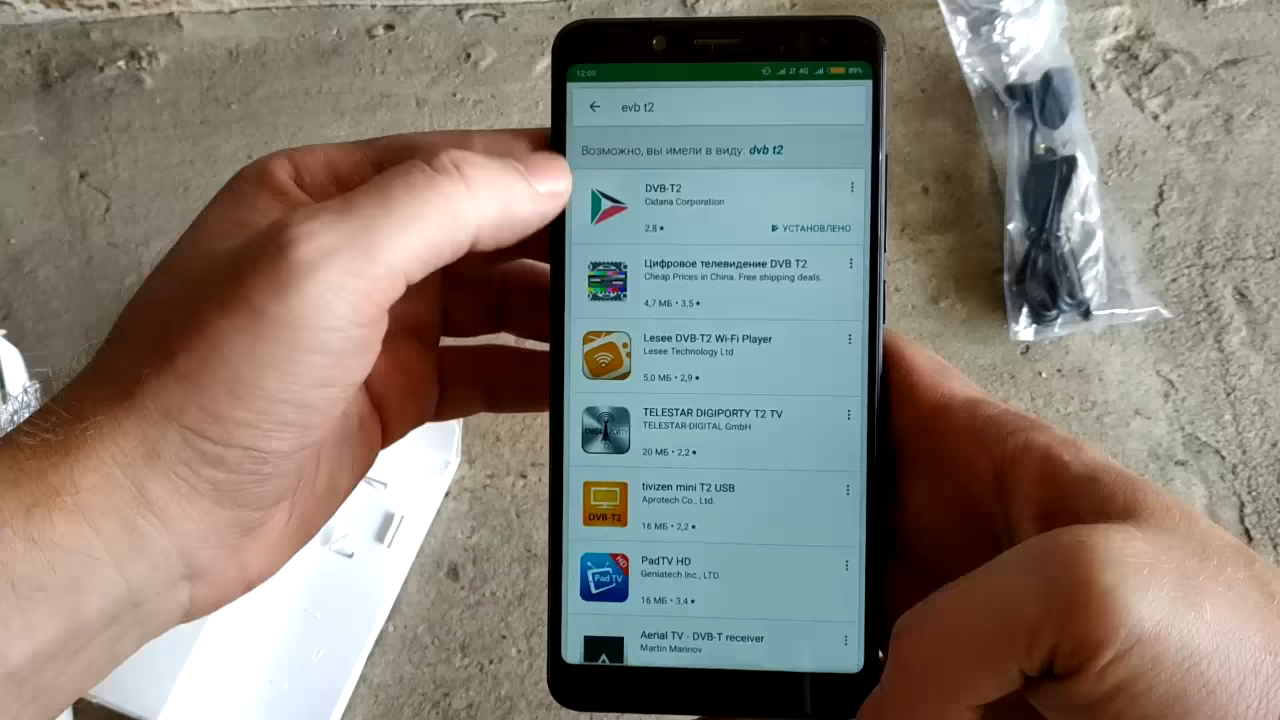 12:05
4G 89%
evb t2
Возможно, вы имели в виду: dvb t2
DVB-T2
Cidana Corporation
2,8 ★
УСТАНОВЛЕНО
Цифровое телевидение DVB T2
Cheap Prices in China. Free shipping deals.
4,7 МБ • 3,5 ★
Lesee DVB-T2 Wi-Fi Player
Lesee Technology Ltd
5,0 МБ • 2,9 ★
DIGIPORTY
T2
TELESTAR DIGIPORTY T2 TV
TELESTAR-DIGITAL GmbH
20 МБ • 2,2 ★
DVB-T2
tivizen mini T2 USB
Aprotech Co., Ltd.
16 МБ • 2,2 ★
HD
Pad TV
PadTV HD
Geniatech Inc., LTD.
16 МБ • 3,4 ★
Aerial TV - DVB-T receiver
Martin Marinov